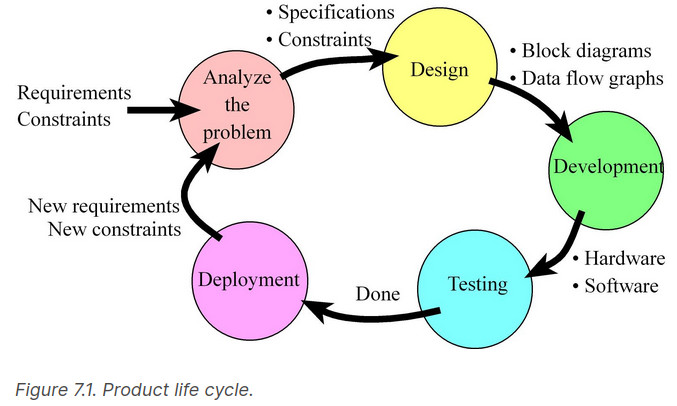 • Specifications
• Constraints
Analyze
the
problem
Design
• Block diagrams
• Data flow graphs
Requirements
Constraints
Development
New requirements
New constraints
• Hardware
• Software
Deployment
Done
Testing
Figure 7.1. Product life cycle.